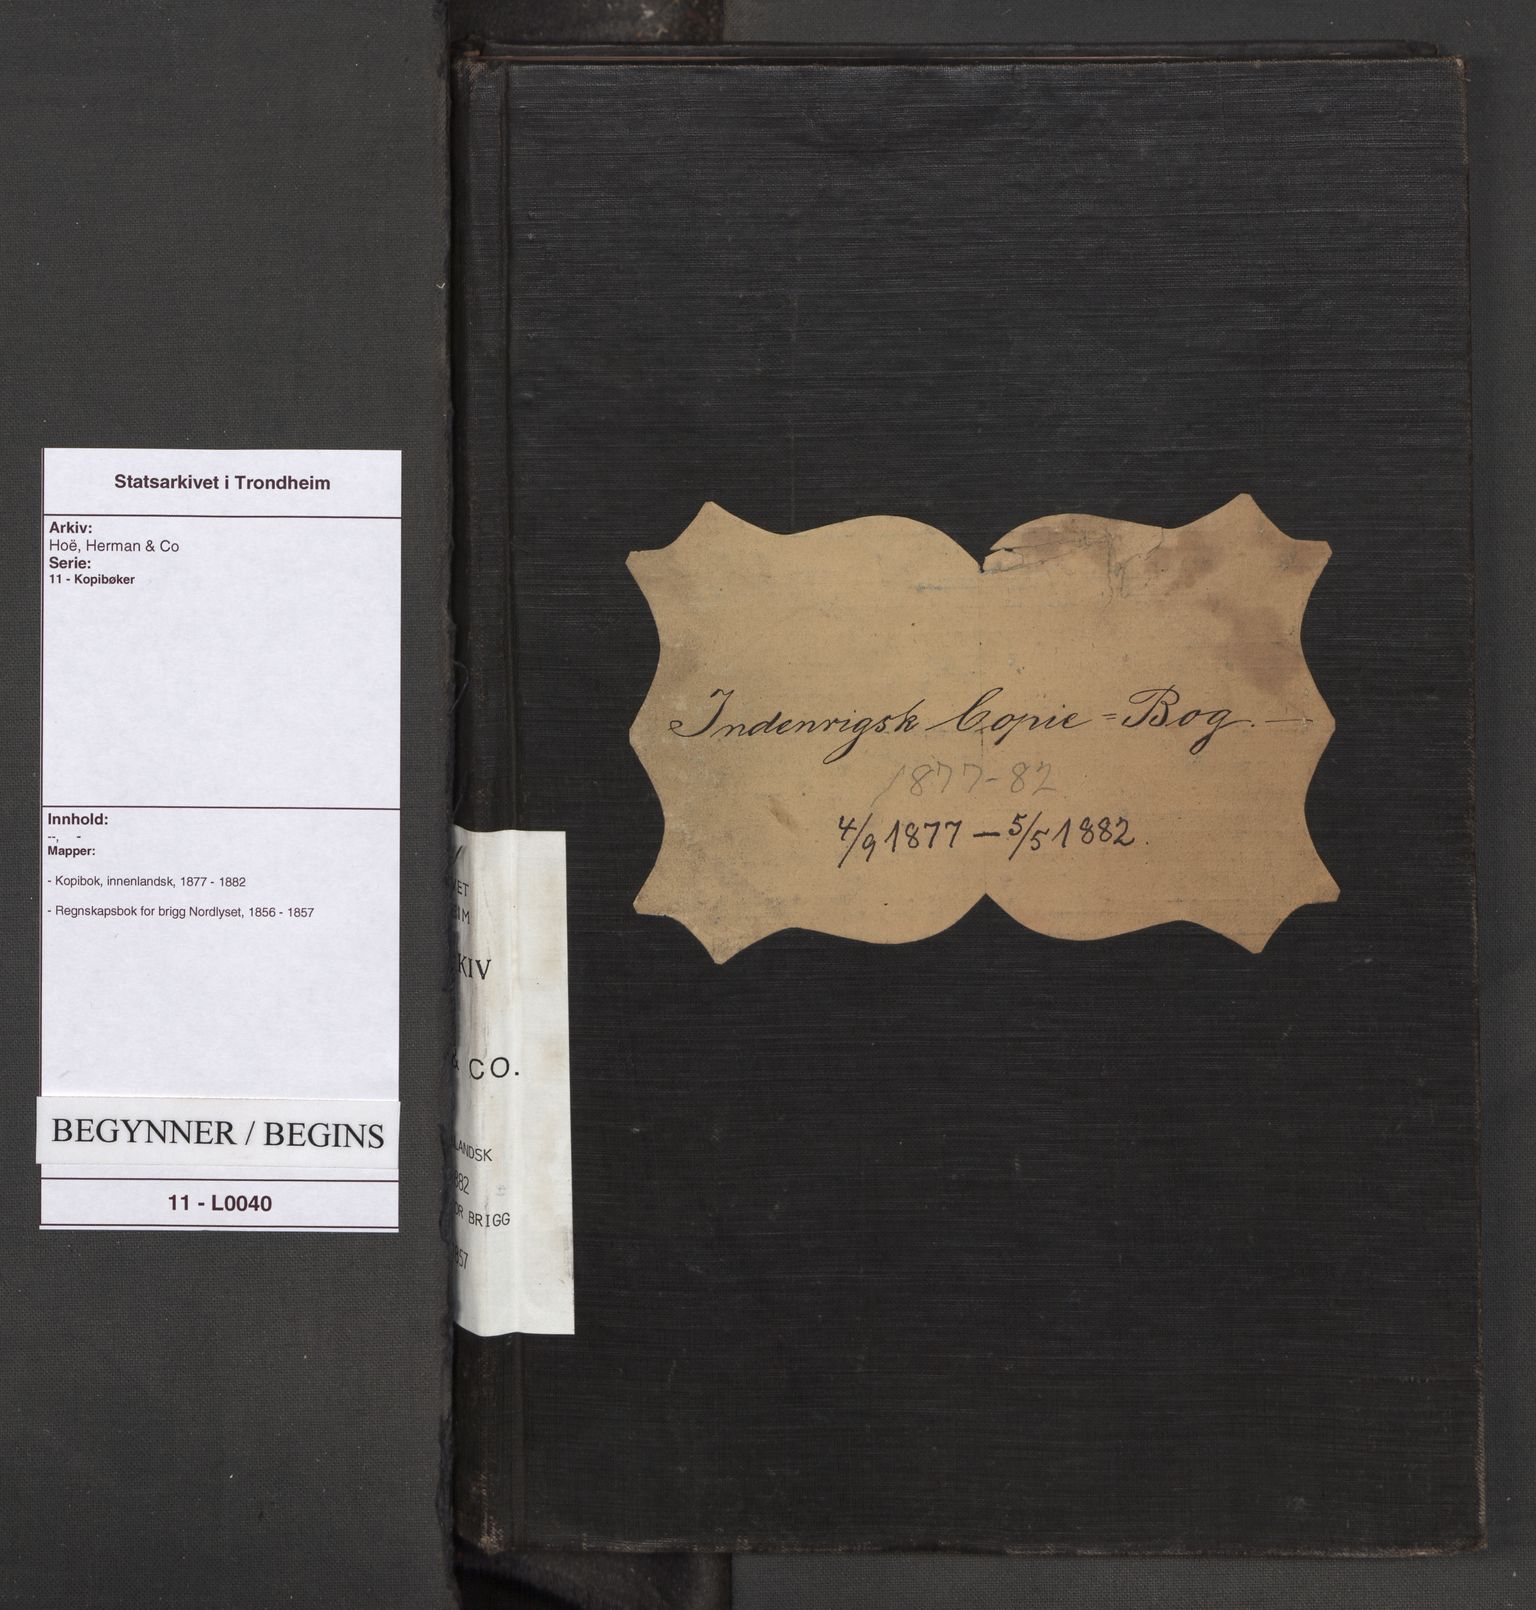 Statsarkivet i Trondheim
Arkiv:
Hoë, Herman & Co
Serie:
11 - Kopibøker
Innhold:
--, -
Mapper:
- Kopibok, innenlandsk, 1877 - 1882
- Regnskapsbok for brigg Nordlyset, 1856 - 1857
BEGYNNER / BEGINS
11 - L0040
VET
EIM
KIV
& CO.
LANDSK
882
OR BRIGG
857
Indenrigsk Copie = Bog. —
1877-82
4/9 1877 — 5/5 1882.